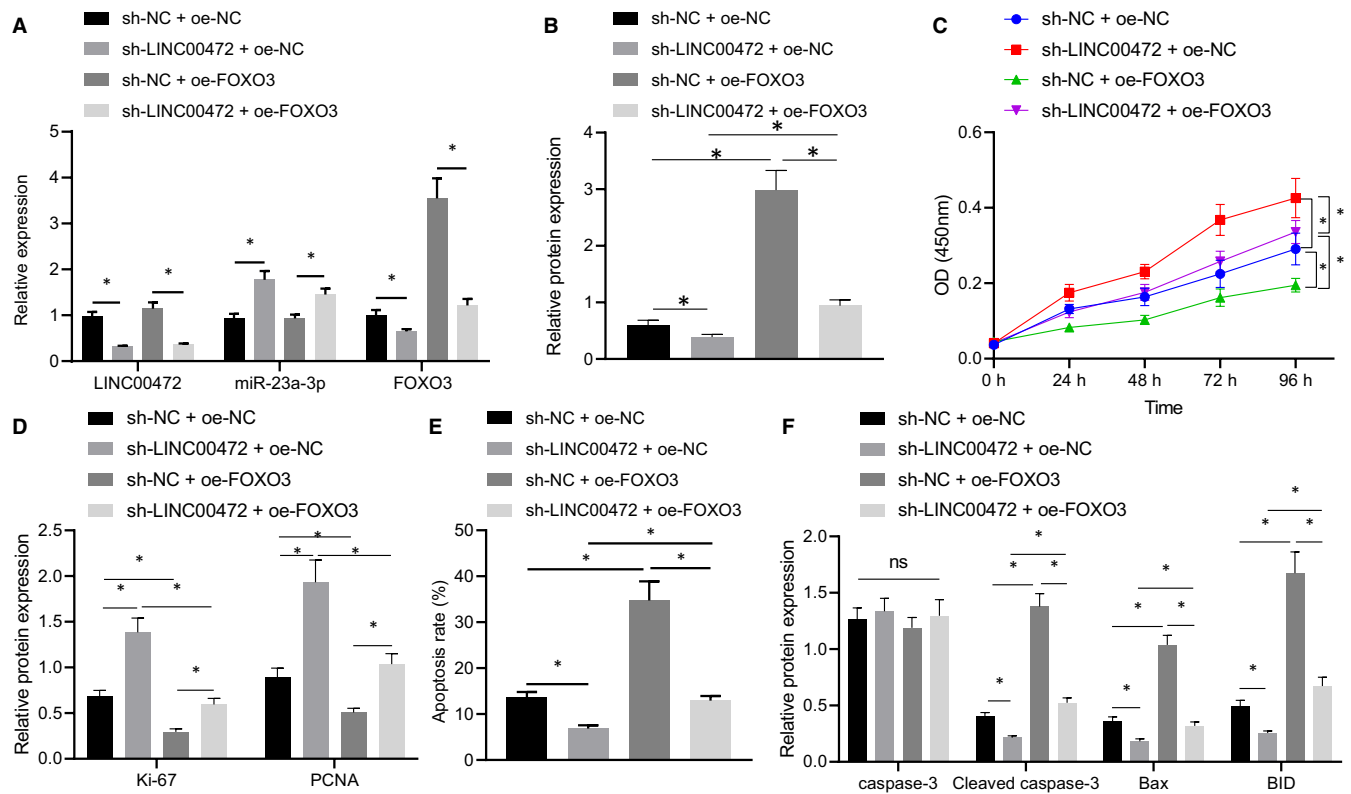 A
sh-NC + oe-NC
sh-LINC00472 + oe-NC
sh-NC + oe-FOXO3
sh-LINC00472 + oe-FOXO3
Relative expression
5
4
3
2
1
0
* * * * * *
LINC00472 miR-23a-3p FOXO3
B
sh-NC + oe-NC
sh-LINC00472 + oe-NC
sh-NC + oe-FOXO3
sh-LINC00472 + oe-FOXO3
Relative protein expression
4
3
2
1
0
* * * *
C
sh-NC + oe-NC
sh-LINC00472 + oe-NC
sh-NC + oe-FOXO3
sh-LINC00472 + oe-FOXO3
OD (450nm)
0.6
0.4
0.2
0.0
* * * *
0 h 24 h 48 h 72 h 96 h
Time
D
sh-NC + oe-NC
sh-LINC00472 + oe-NC
sh-NC + oe-FOXO3
sh-LINC00472 + oe-FOXO3
Relative protein expression
2.5
2.0
1.5
1.0
0.5
0.0
* * * * * * * *
Ki-67 PCNA
E
sh-NC + oe-NC
sh-LINC00472 + oe-NC
sh-NC + oe-FOXO3
sh-LINC00472 + oe-FOXO3
Apoptosis rate (%)
50
40
30
20
10
0
* * * *
F
sh-NC + oe-NC
sh-LINC00472 + oe-NC
sh-NC + oe-FOXO3
sh-LINC00472 + oe-FOXO3
Relative protein expression
2.0
1.5
1.0
0.5
0.0
ns
* * * * * * * * * * * *
caspase-3 Cleaved caspase-3 Bax BID